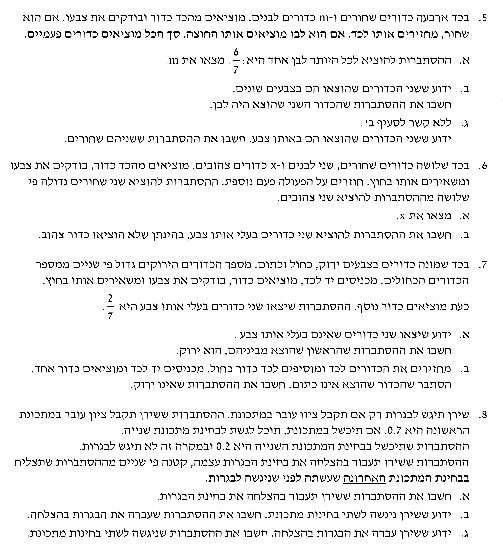 5. בכד ארבעה כדורים שחורים ו-m כדורים לבנים. מוציאים מהכד כדור ובודקים את צבעו. אם הוא
שחור, מחזירים אותו לכד. אם הוא לבן מוציאים אותו החוצה. סך הכל מוציאים כדורים פעמיים.
א. ההסתברות להוציא לכל היותר לבן אחד היא: 6/7. מצאו את m
ב. ידוע ששני הכדורים שהוצאו הם בצבעים שונים.
חשבו את ההסתברות שהכדור השני שהוצא היה לבן.
ג. ללא קשר לסעיף ב'.
ידוע ששני הכדורים שהוצאו הם באותו צבע. חשבו את ההסתברות ששניהם שחורים.
6. בכד שלושה כדורים שחורים, שני לבנים ו-x כדורים צהובים. מוציאים מהכד כדור, בודקים את צבעו
ומשאירים אותו בחוץ. חוזרים על הפעולה פעם נוספת. ההסתברות להוציא שני שחורים גדולה פי
שלושה מההסתברות להוציא שני צהובים.
א. מצאו את x.
ב. חשבו את ההסתברות להוציא שני כדורים בעלי אותו צבע, בהינתן שלא הוציאו כדור צהוב.
7. בכד שמונה כדורים בצבעים ירוק, כחול וכתום. מספר הכדורים הירוקים גדול פי שניים ממספר
הכדורים הכחולים. מכניסים יד לכד, מוציאים כדור, בודקים את צבעו ומשאירים אותו בחוץ.
כעת מוציאים כדור נוסף. ההסתברות שיצאו שני כדורים בעלי אותו צבע היא 2/7.
א. ידוע שיצאו שני כדורים שאינם בעלי אותו צבע.
חשבו את ההסתברות שהראשון שהוצא מביניהם, הוא ירוק.
ב. מחזירים את הכדורים לכד ומוסיפים לכד כדור כחול. מכניסים יד לכד ומוציאים כדור אחד.
הסתבר שהכדור שהוצא אינו כתום. חשבו את ההסתברות שאינו ירוק.
8. שירן תיגש לבגרות רק אם תקבל ציון עובר במתכונת. ההסתברות ששירן תקבל ציון עובר במתכונת
הראשונה היא 0.7. אם תיכשל במתכונת, תיכל לגשת לבחינת מתכונת שנייה.
ההסתברות שתיכשל בבחינת המתכונת השנייה היא 0.2 ובמקרה זה לא תיגש לבגרות.
ההסתברות ששירן תעבור בהצלחה את בחינת הבגרות עצמה, קטנה פי שניים מההסתברות שתצליח
בבחינת המתכונת האחרונה שעשתה לפני שניגשה לבגרות.
א. חשבו את ההסתברות ששירן תעבור בהצלחה את בחינת הבגרות.
ב. ידוע ששירן ניגשה לשתי בחינות מתכונת. חשבו את ההסתברות שעברה את הבגרות בהצלחה.
ג. ידוע ששירן עברה את הבגרות בהצלחה. חשבו את ההסתברות שניגשה לשתי בחינות מתכונת.